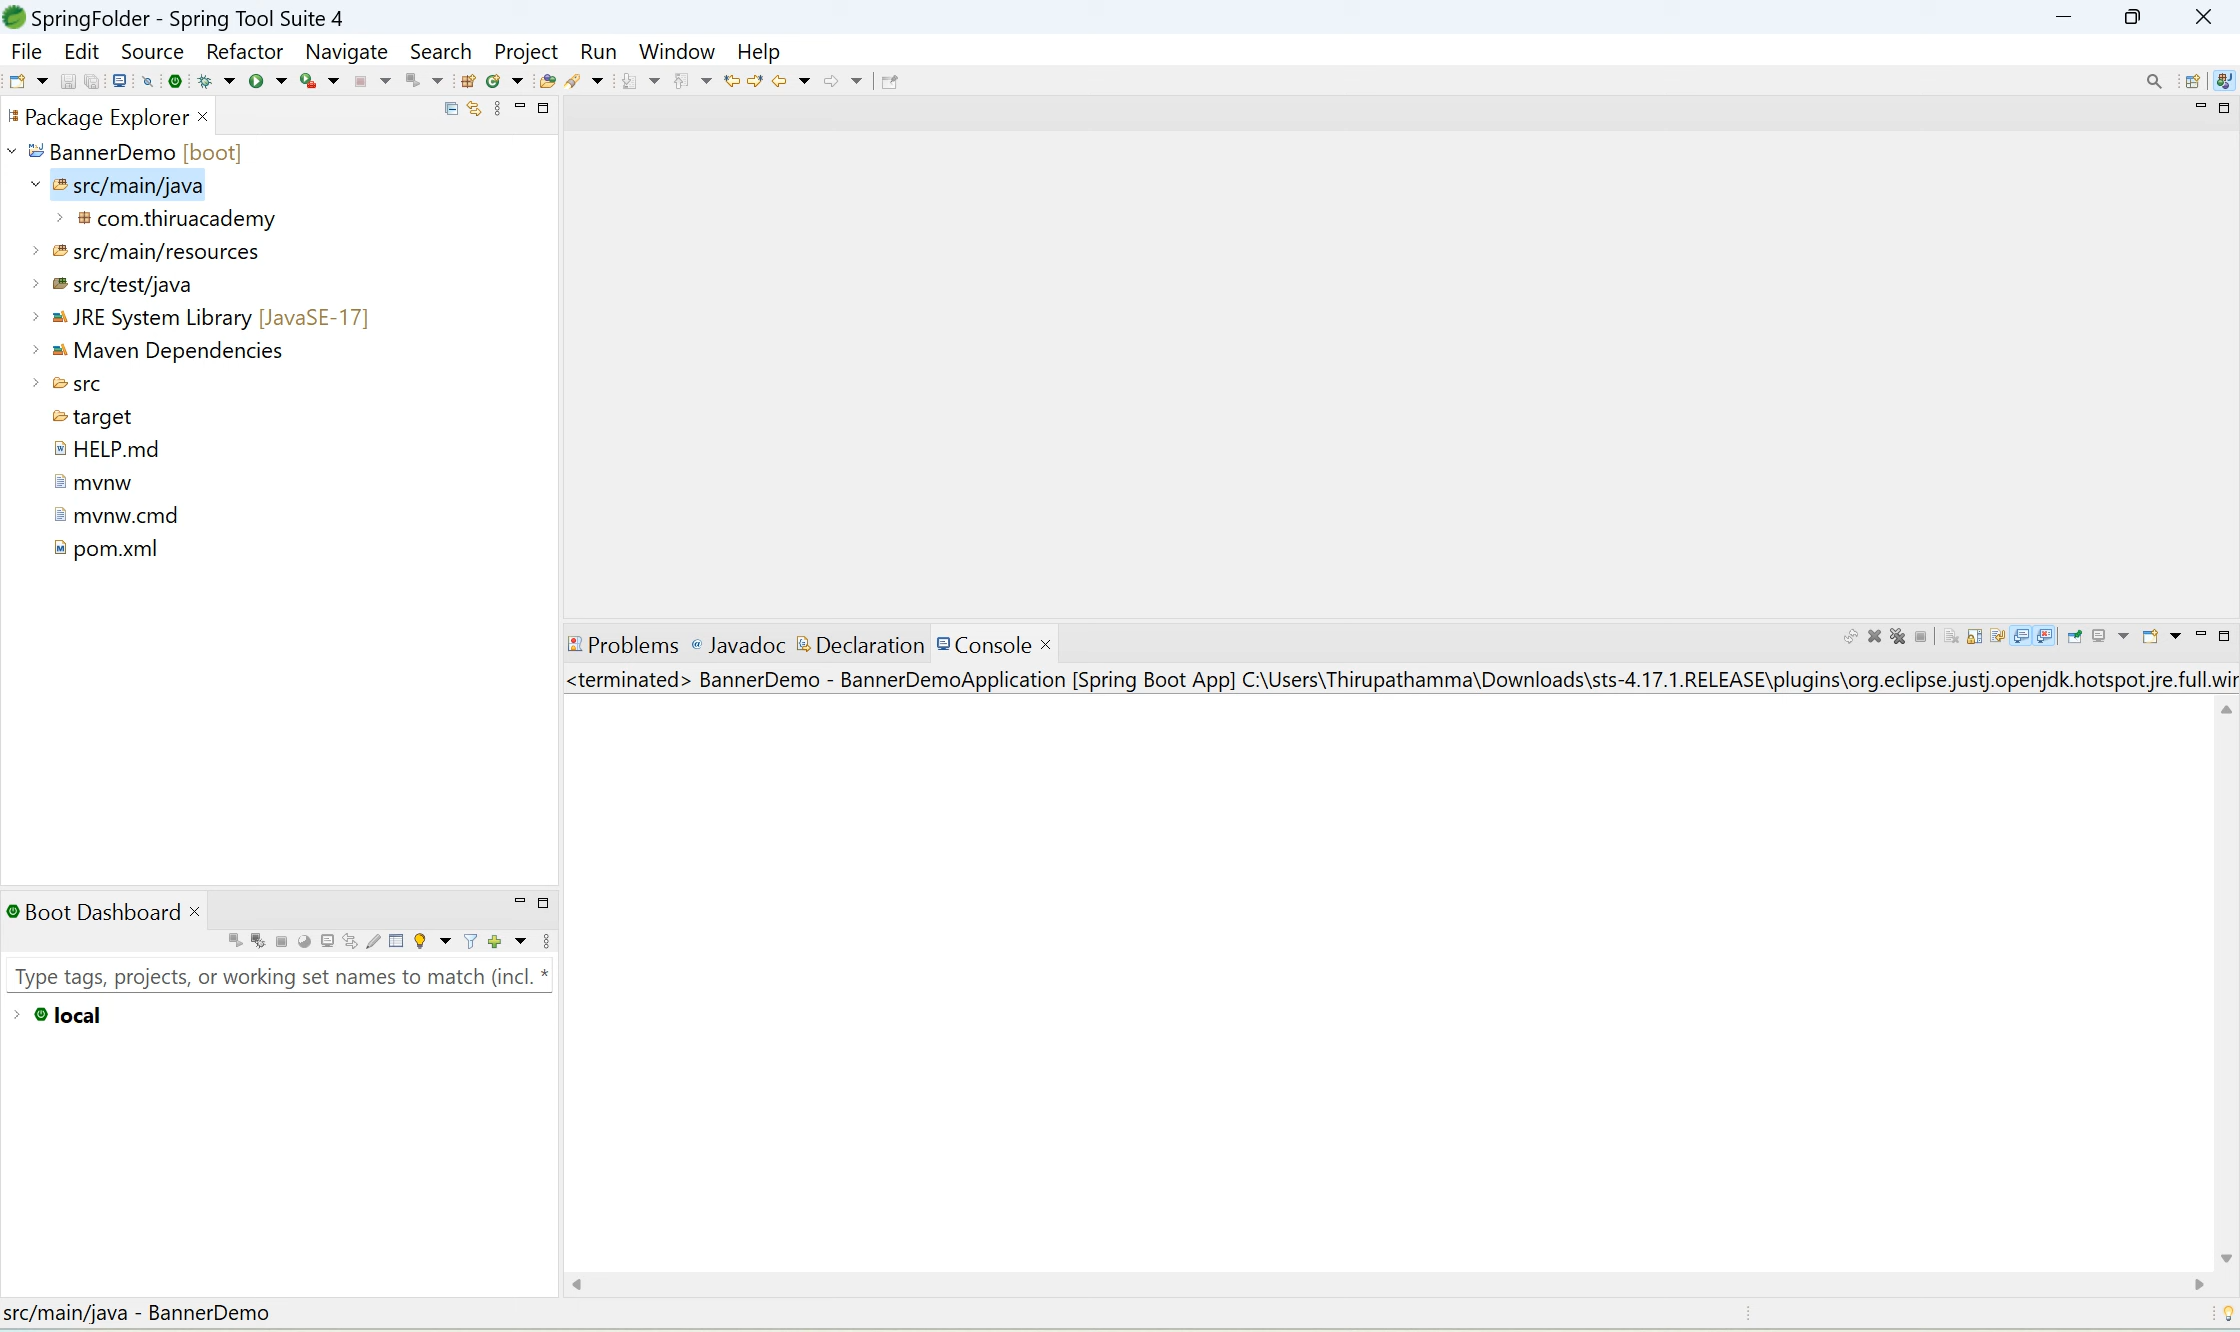 SpringFolder - Spring Tool Suite 4
File Edit Source Refactor Navigate Search Project Run Window Help
Package Explorer
BannerDemo [boot]
src/main/java
com.thiruacademy
src/main/resources
src/test/java
JRE System Library [JavaSE-17]
Maven Dependencies
src
target
HELP.md
mvnw
mvnw.cmd
pom.xml
Problems @ Javadoc Declaration Console
<terminated> BannerDemo - BannerDemoApplication [Spring Boot App] C:\Users\Thirupathamma\Downloads\sts-4.17.1.RELEASE\plugins\org.eclipse.justj.openjdk.hotspot.jre.full.wir
Boot Dashboard
Type tags, projects, or working set names to match (incl. *
local
src/main/java - BannerDemo